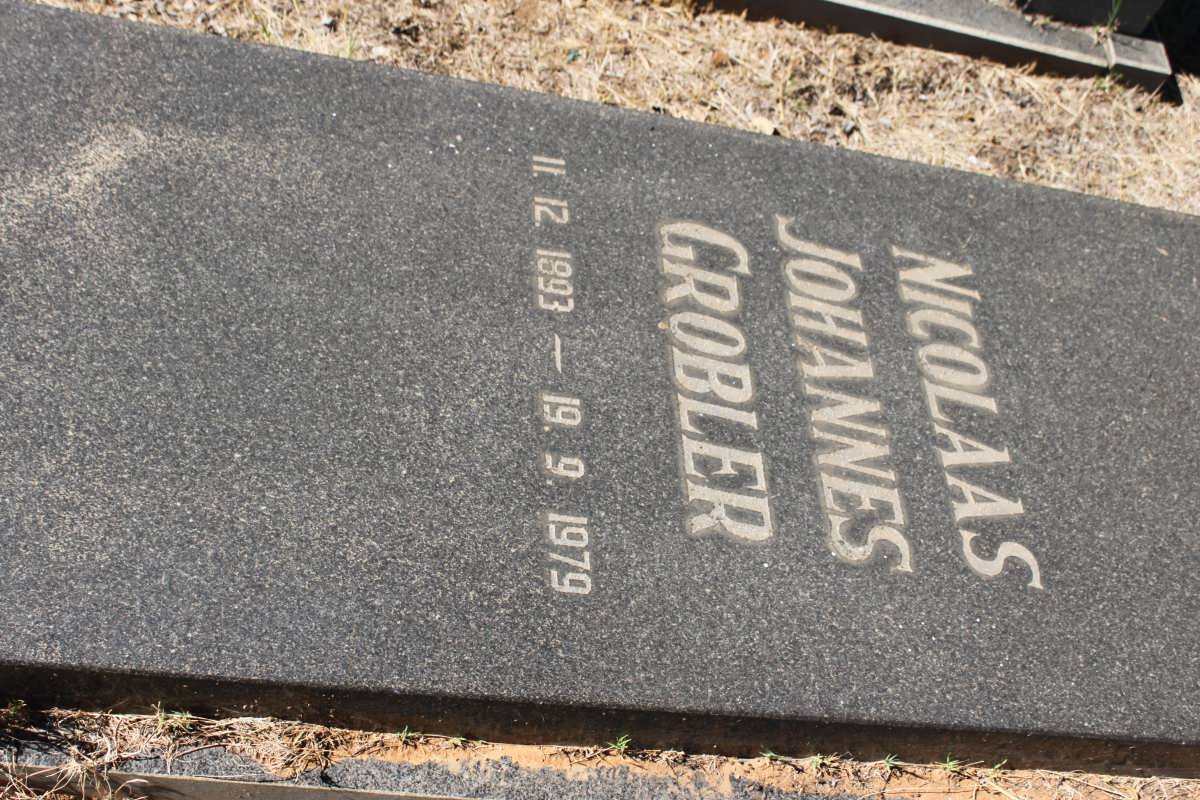 NICOLAAS
JOHANNES
GROBLER
11. 12 1893 – 19. 9. 1979